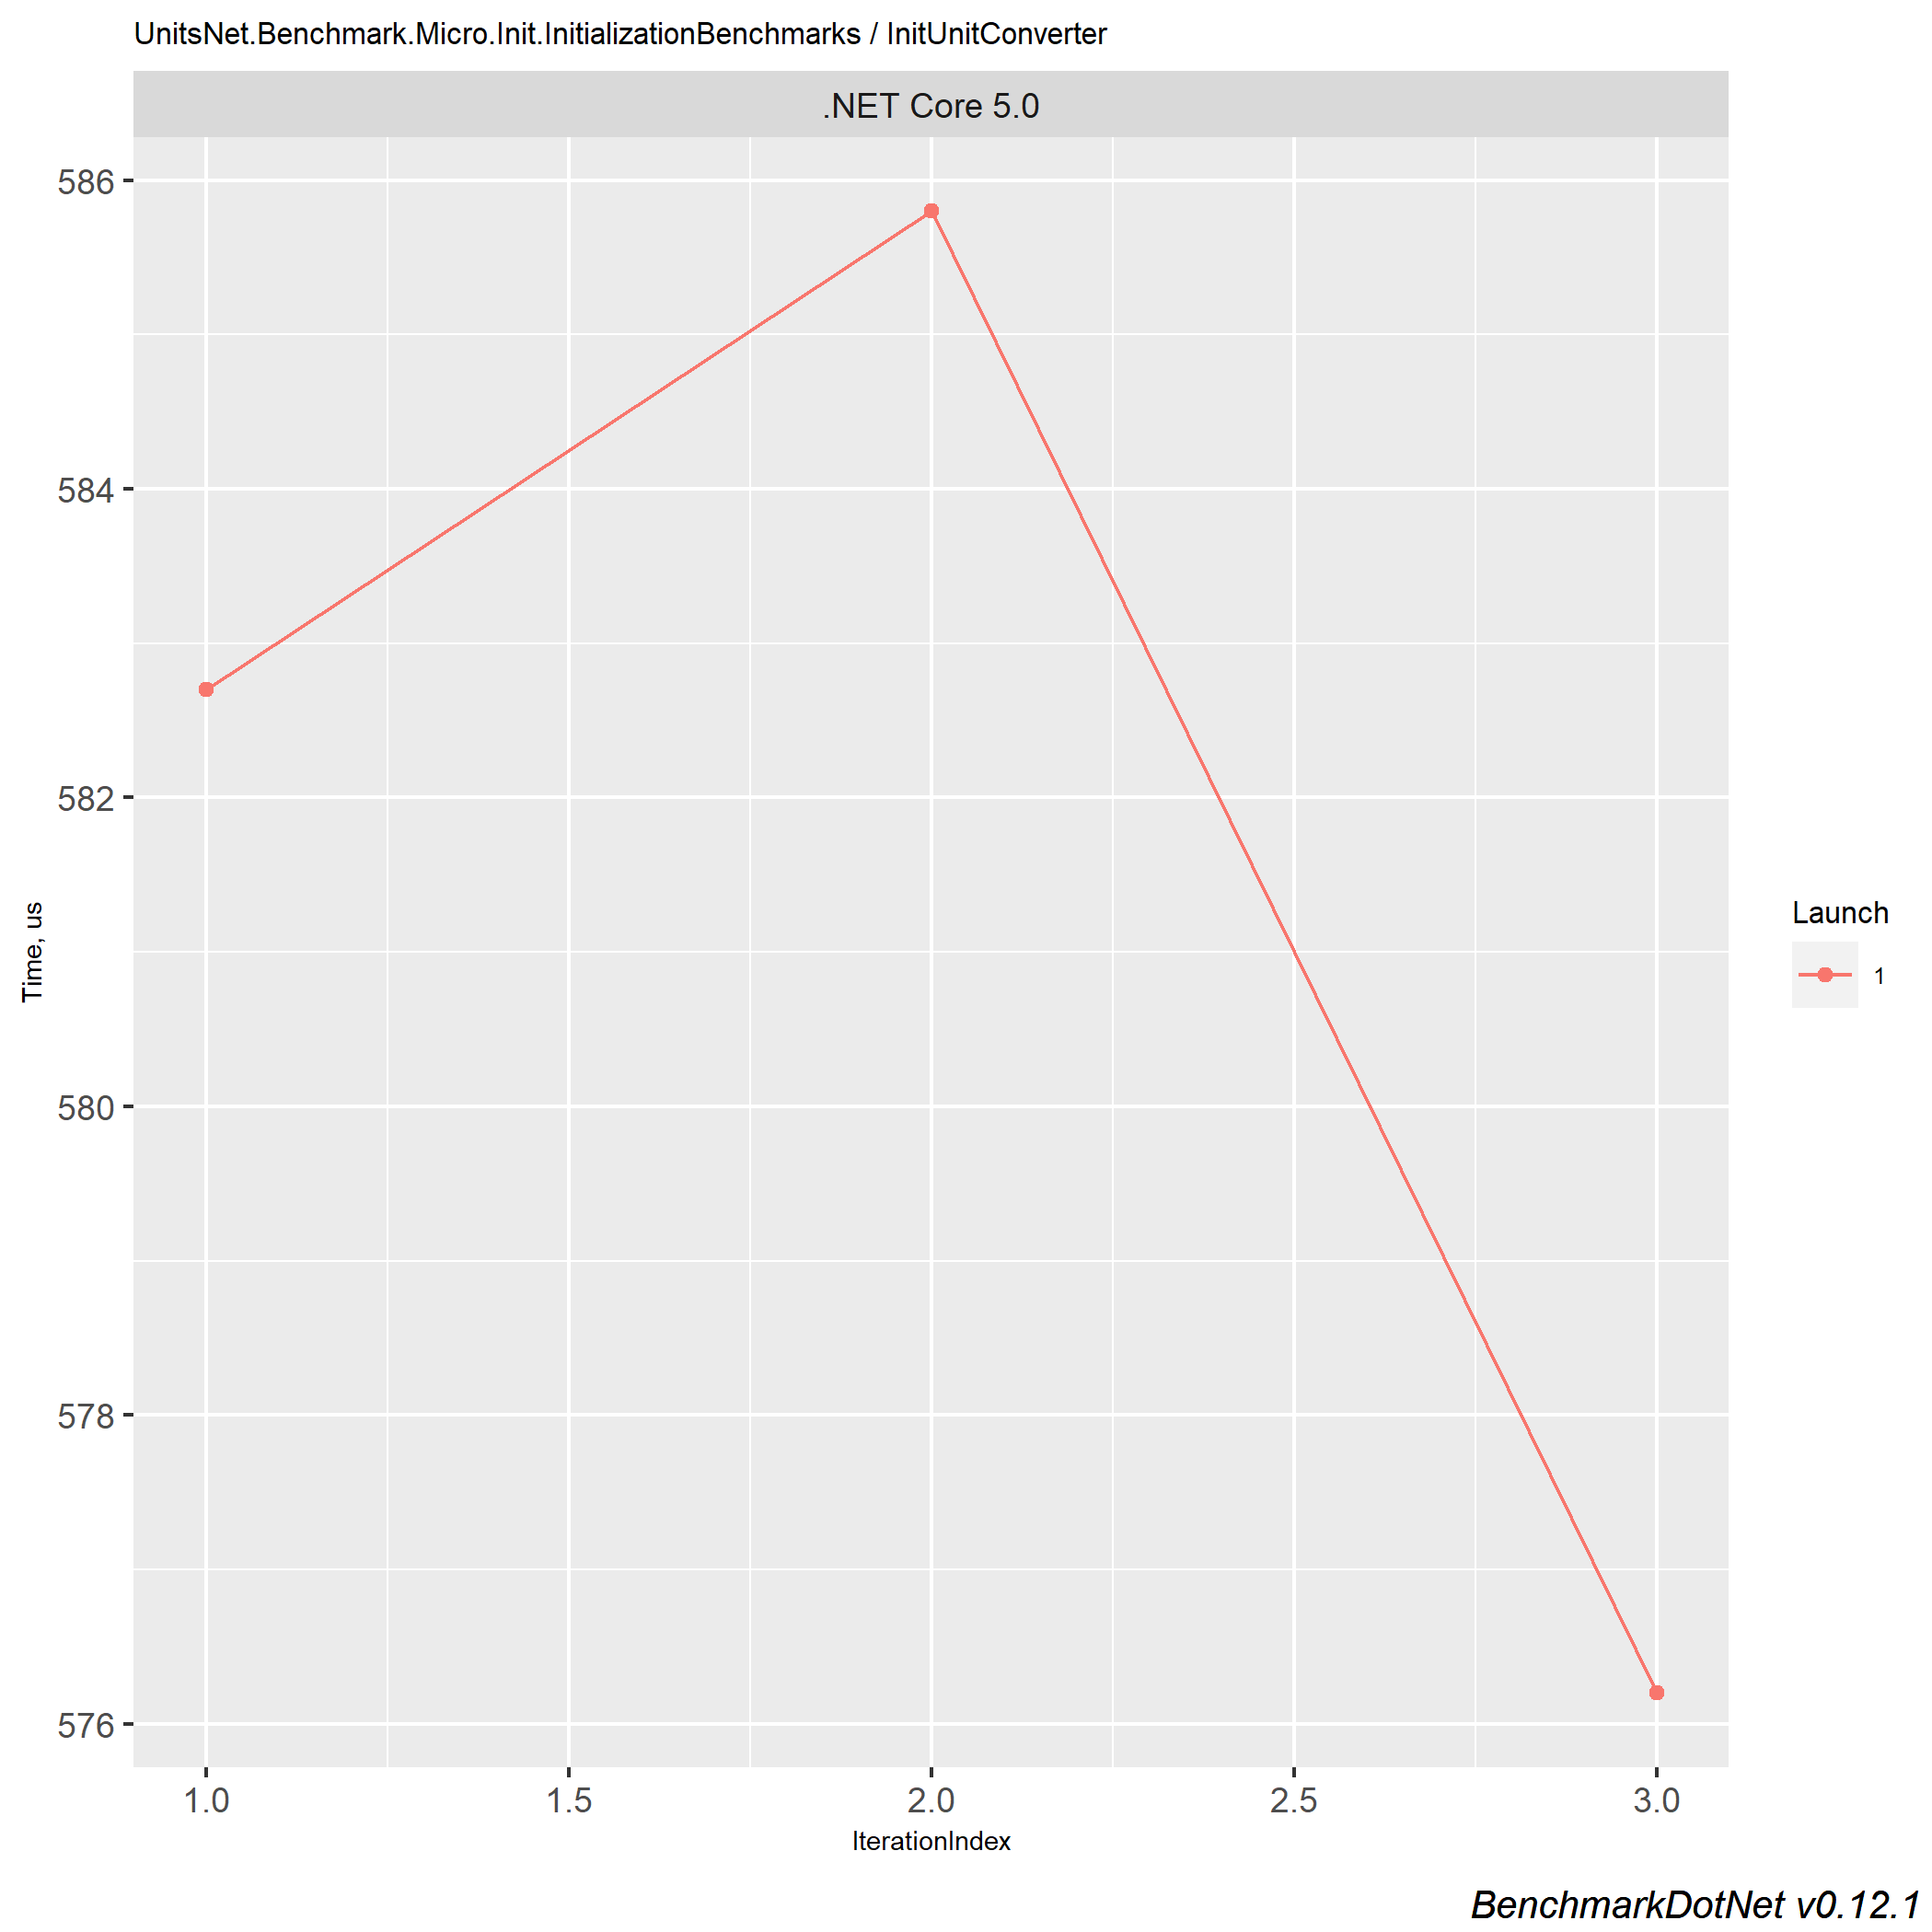 UnitsNet.Benchmark.Micro.Init.InitializationBenchmarks / InitUnitConverter
.NET Core 5.0
586
584
582
580
578
576
Time, us
1.0 1.5 2.0 2.5 3.0
IterationIndex
Launch
1
BenchmarkDotNet v0.12.1